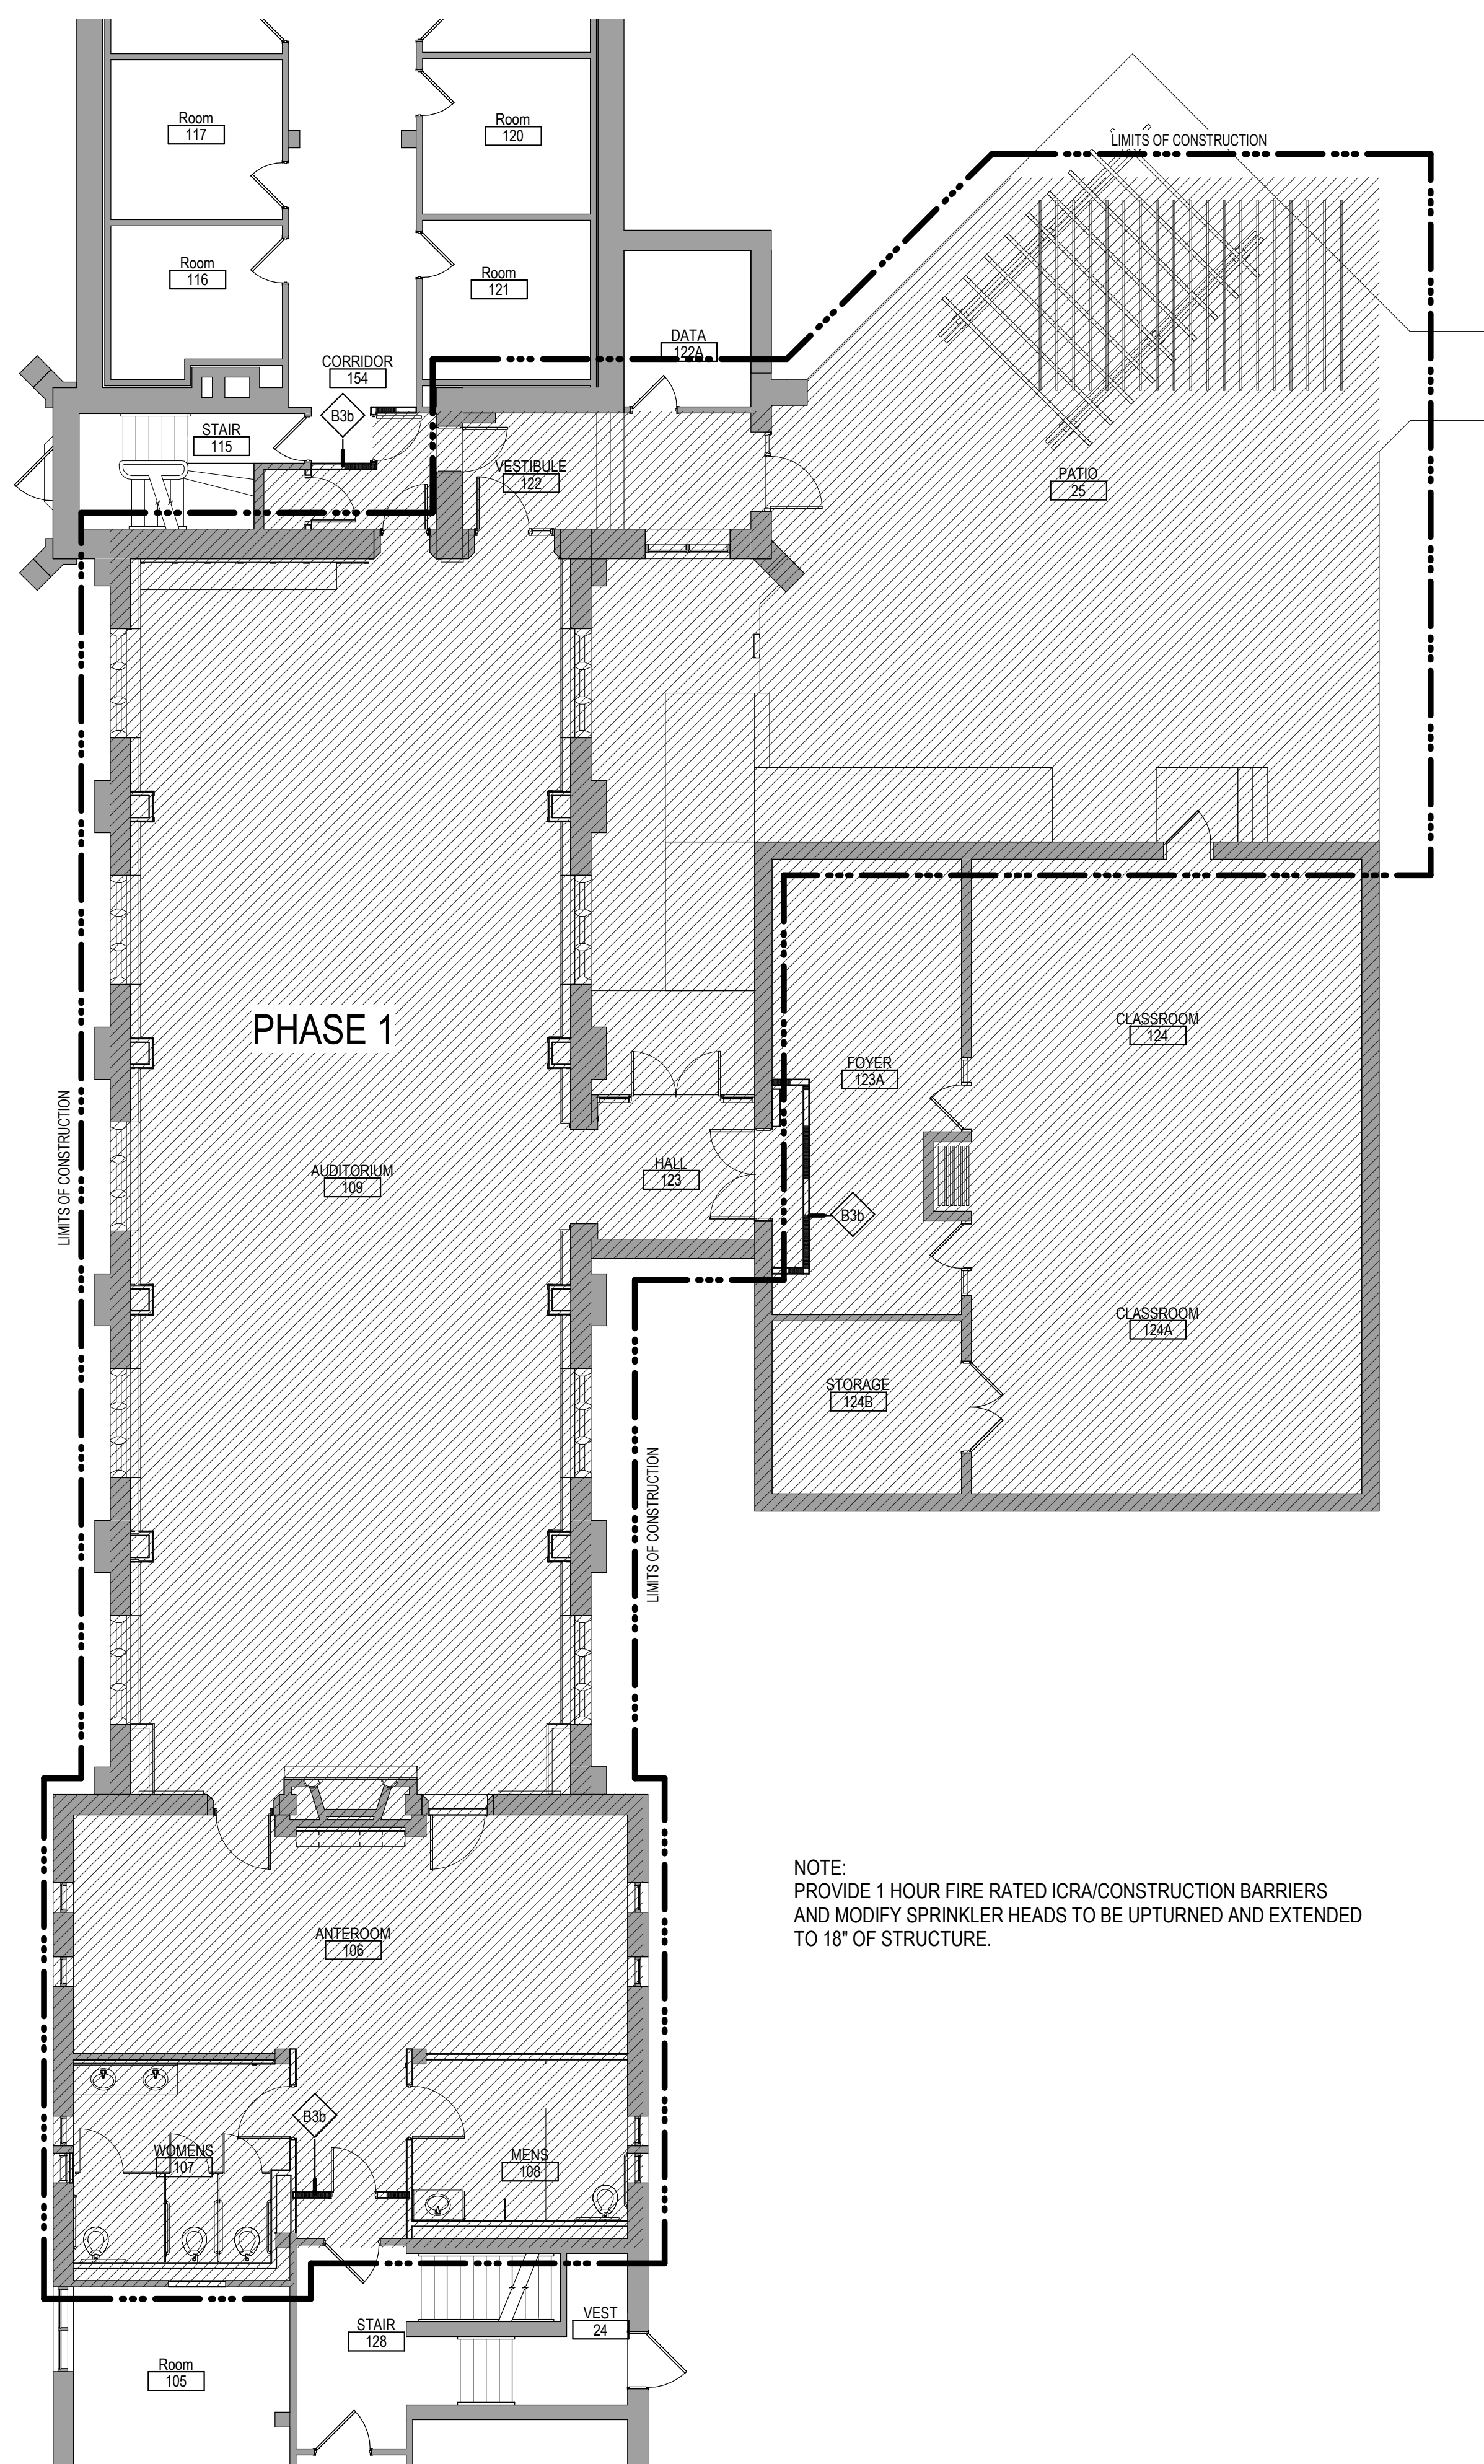 LIMITS OF CONSTRUCTION
Room
117
Room
120
Room
116
Room
121
DATA
122A
CORRIDOR
154
B3b
STAIR
115
VESTIBULE
122
PATIO
25
PHASE 1
CLASSROOM
124
FOYER
123A
LIMITS OF CONSTRUCTION
AUDITORIUM
109
HALL
123
B3b
CLASSROOM
124A
STORAGE
124B
LIMITS OF CONSTRUCTION
NOTE:
PROVIDE 1 HOUR FIRE RATED ICRA/CONSTRUCTION BARRIERS
AND MODIFY SPRINKLER HEADS TO BE UPTURNED AND EXTENDED
TO 18" OF STRUCTURE.
ANTEROOM
106
B3b
WOMENS
107
MENS
108
STAIR
128
VEST
24
Room
105